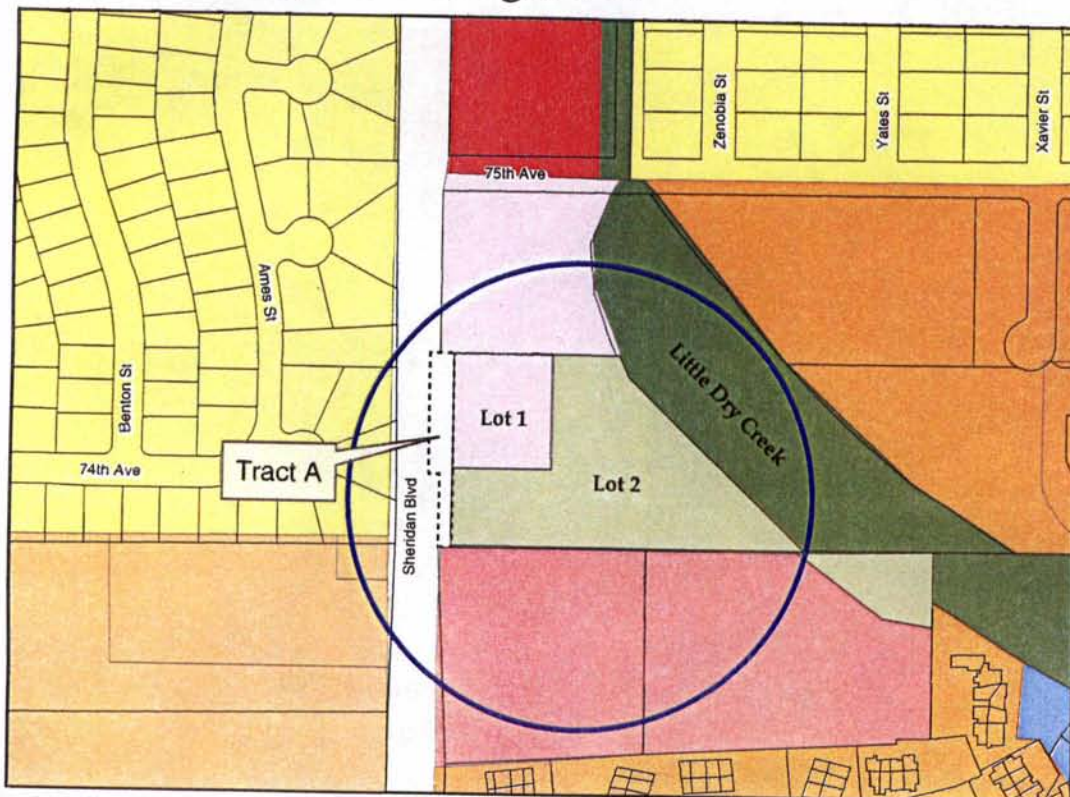 Zenobia St
Yates St
Xavier St
75th Ave
Ames St
Benton St
Little Dry Creek
Lot 1
Lot 2
74th Ave
Tract A
Sheridan Blvd